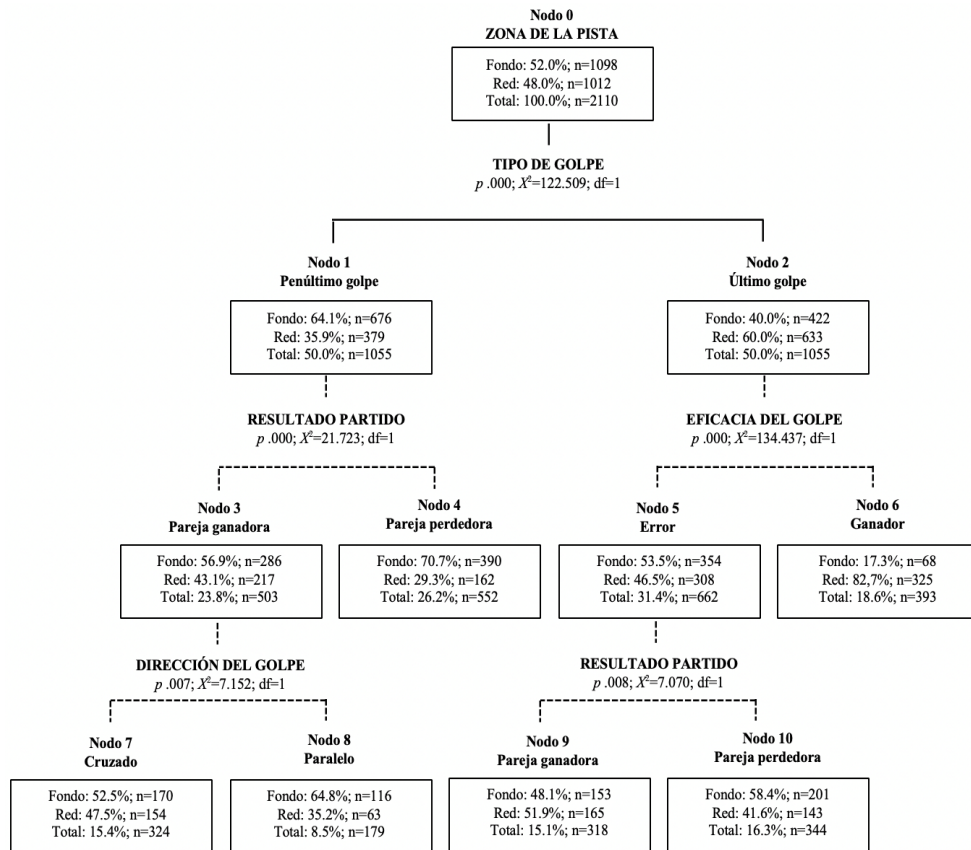 Nodo 0
ZONA DE LA PISTA
Fondo: 52.0%; n=1098
Red: 48.0%; n=1012
Total: 100.0%; n=2110
TIPO DE GOLPE
p .000; X²=122.509; df=1
Nodo 1
Penúltimo golpe
Fondo: 64.1%; n=676
Red: 35.9%; n=379
Total: 50.0%; n=1055
Nodo 2
Último golpe
Fondo: 40.0%; n=422
Red: 60.0%; n=633
Total: 50.0%; n=1055
RESULTADO PARTIDO
p .000; X²=21.723; df=1
EFICACIA DEL GOLPE
p .000; X²=134.437; df=1
Nodo 3
Pareja ganadora
Fondo: 56.9%; n=286
Red: 43.1%; n=217
Total: 23.8%; n=503
Nodo 4
Pareja perdedora
Fondo: 70.7%; n=390
Red: 29.3%; n=162
Total: 26.2%; n=552
Nodo 5
Error
Fondo: 53.5%; n=354
Red: 46.5%; n=308
Total: 31.4%; n=662
Nodo 6
Ganador
Fondo: 17.3%; n=68
Red: 82,7%; n=325
Total: 18.6%; n=393
DIRECCIÓN DEL GOLPE
p .007; X²=7.152; df=1
RESULTADO PARTIDO
p .008; X²=7.070; df=1
Nodo 7
Cruzado
Fondo: 52.5%; n=170
Red: 47.5%; n=154
Total: 15.4%; n=324
Nodo 8
Paralelo
Fondo: 64.8%; n=116
Red: 35.2%; n=63
Total: 8.5%; n=179
Nodo 9
Pareja ganadora
Fondo: 48.1%; n=153
Red: 51.9%; n=165
Total: 15.1%; n=318
Nodo 10
Pareja perdedora
Fondo: 58.4%; n=201
Red: 41.6%; n=143
Total: 16.3%; n=344